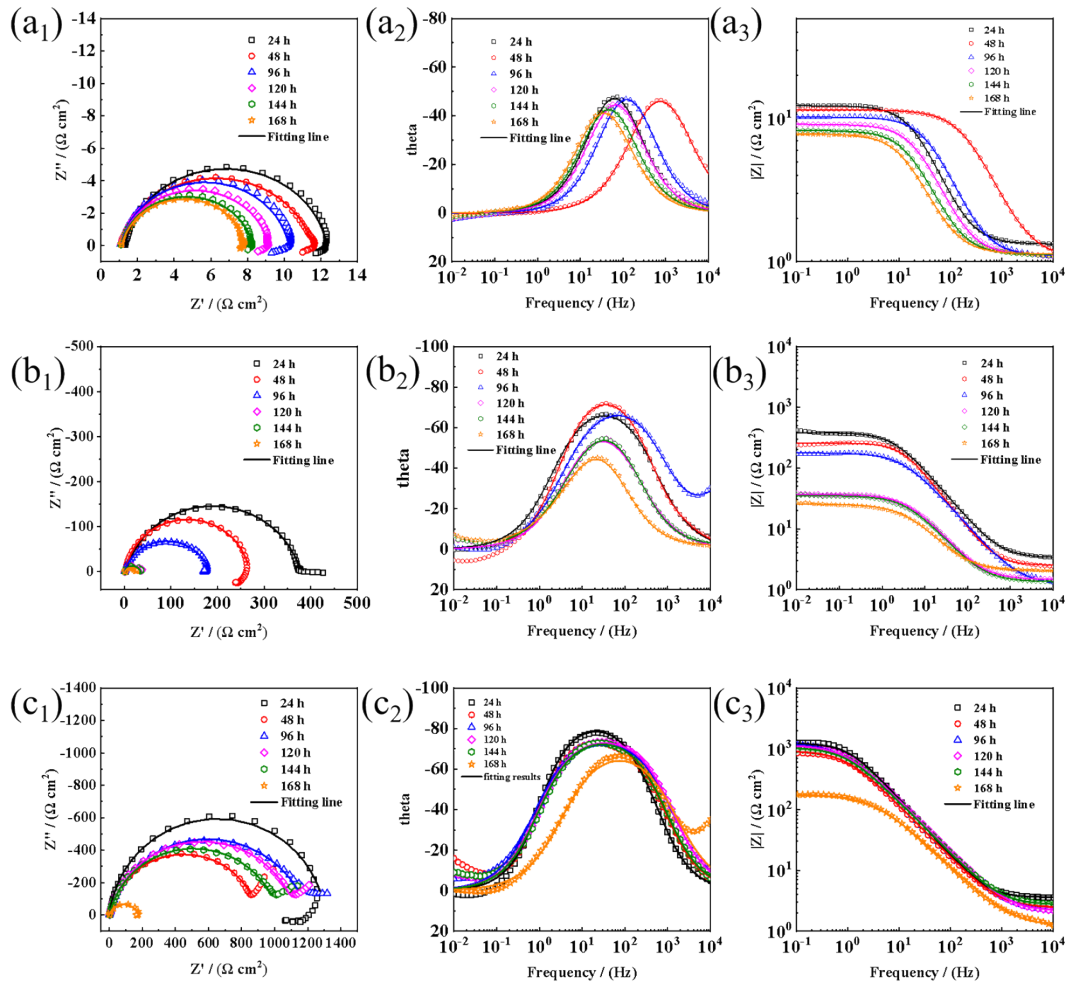 (a1)
-14
-12
-10
-8
-6
-4
-2
0
Z'' / (Ω cm²)
0 2 4 6 8 10 12 14
Z' / (Ω cm²)
24 h
48 h
96 h
120 h
144 h
168 h
Fitting line
(a2)
-80
-60
-40
-20
0
20
theta
10⁻² 10⁻¹ 10⁰ 10¹ 10² 10³ 10⁴
Frequency / (Hz)
24 h
48 h
96 h
120 h
144 h
168 h
Fitting line
(a3)
10¹
10⁰
|Z| / (Ω cm²)
10⁻¹ 10⁰ 10¹ 10² 10³ 10⁴
Frequency / (Hz)
24 h
48 h
96 h
120 h
144 h
168 h
Fitting line
(b1)
-500
-400
-300
-200
-100
0
Z'' / (Ω cm²)
0 100 200 300 400 500
Z' / (Ω cm²)
24 h
48 h
96 h
120 h
144 h
168 h
Fitting line
(b2)
-100
-80
-60
-40
-20
0
20
theta
10⁻² 10⁻¹ 10⁰ 10¹ 10² 10³ 10⁴
Frequency / (Hz)
24 h
48 h
96 h
120 h
144 h
168 h
Fitting line
(b3)
10⁴
10³
10²
10¹
10⁰
|Z| / (Ω cm²)
10⁻² 10⁻¹ 10⁰ 10¹ 10² 10³ 10⁴
Frequency / (Hz)
24 h
48 h
96 h
120 h
144 h
168 h
Fitting line
(c1)
-1400
-1200
-1000
-800
-600
-400
-200
0
Z'' / (Ω cm²)
0 200 400 600 800 1000 1200 1400
Z' / (Ω cm²)
24 h
48 h
96 h
120 h
144 h
168 h
Fitting line
(c2)
-100
-80
-60
-40
-20
0
20
theta
10⁻² 10⁻¹ 10⁰ 10¹ 10² 10³ 10⁴
Frequency / (Hz)
24 h
48 h
96 h
120 h
144 h
168 h
fitting results
(c3)
10⁴
10³
10²
10¹
10⁰
|Z| / (Ω cm²)
10⁻¹ 10⁰ 10¹ 10² 10³ 10⁴
Frequency / (Hz)
24 h
48 h
96 h
120 h
144 h
168 h
Fitting line